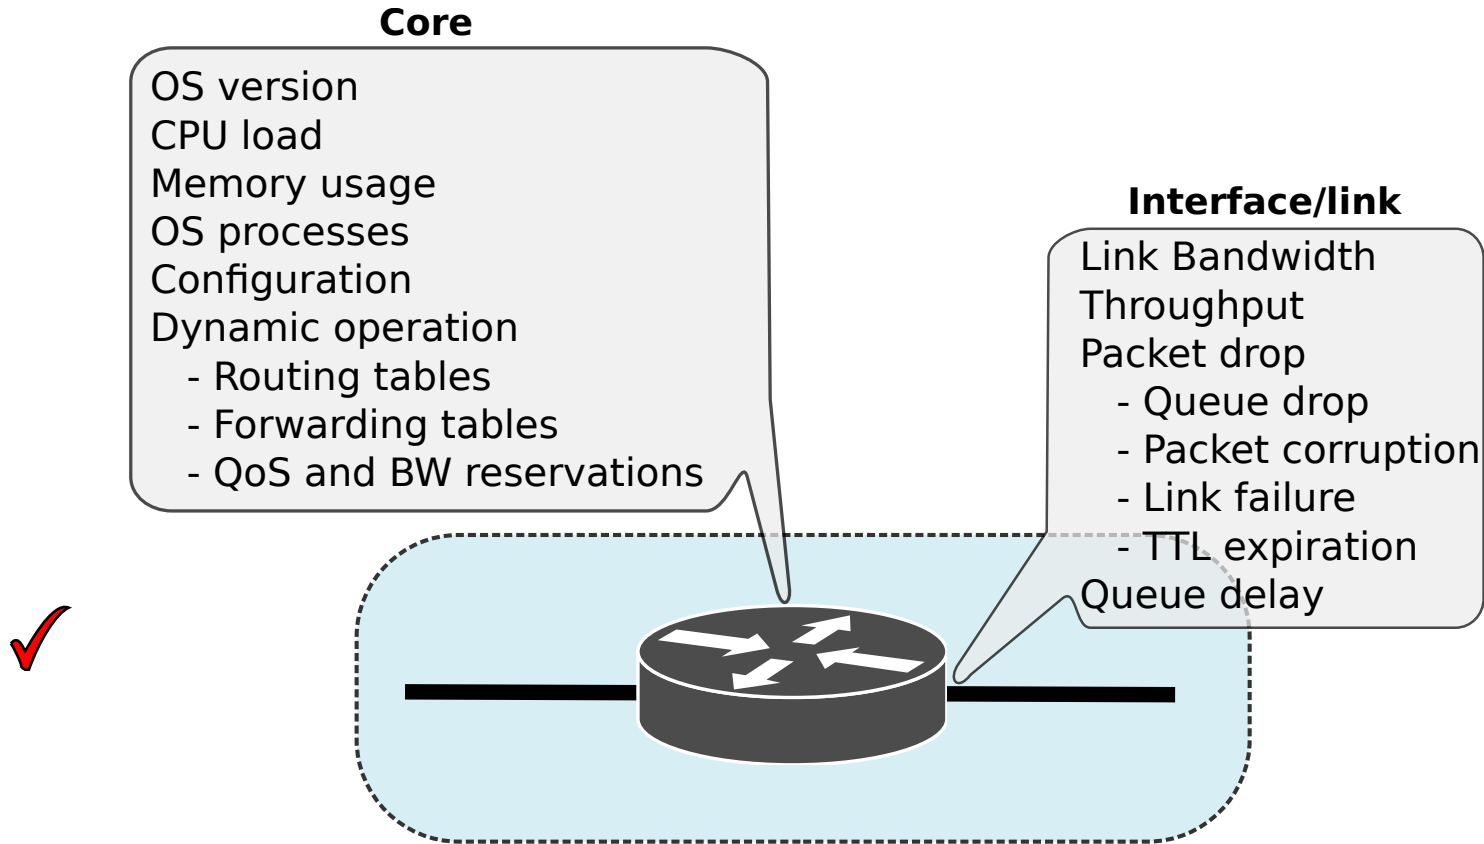 Core
OS version
CPU load
Memory usage
OS processes
Configuration
Dynamic operation
- Routing tables
- Forwarding tables
- QoS and BW reservations
Interface/link
Link Bandwidth
Throughput
Packet drop
- Queue drop
- Packet corruption
- Link failure
- TTL expiration
Queue delay